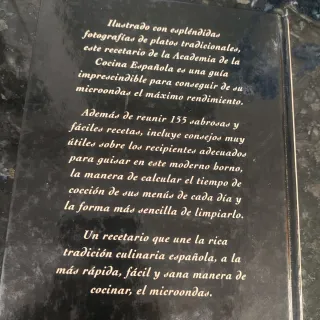 Ilustrado con espléndidas
fotografías de platos tradicionales,
este recetario de la Academia de la
Cocina Española es una guía
imprescindible para conseguir de su
microondas el máximo rendimiento.
Además de reunir 155 sabrosas y
fáciles recetas, incluye consejos muy
útiles sobre los recipientes adecuados
para guisar en este moderno horno,
la manera de calcular el tiempo de
cocción de sus menús de cada día y
la forma más sencilla de limpiarlo.
Un recetario que une la rica
tradición culinaria española, a la
más rápida, fácil y sana manera de
cocinar, el microondas.